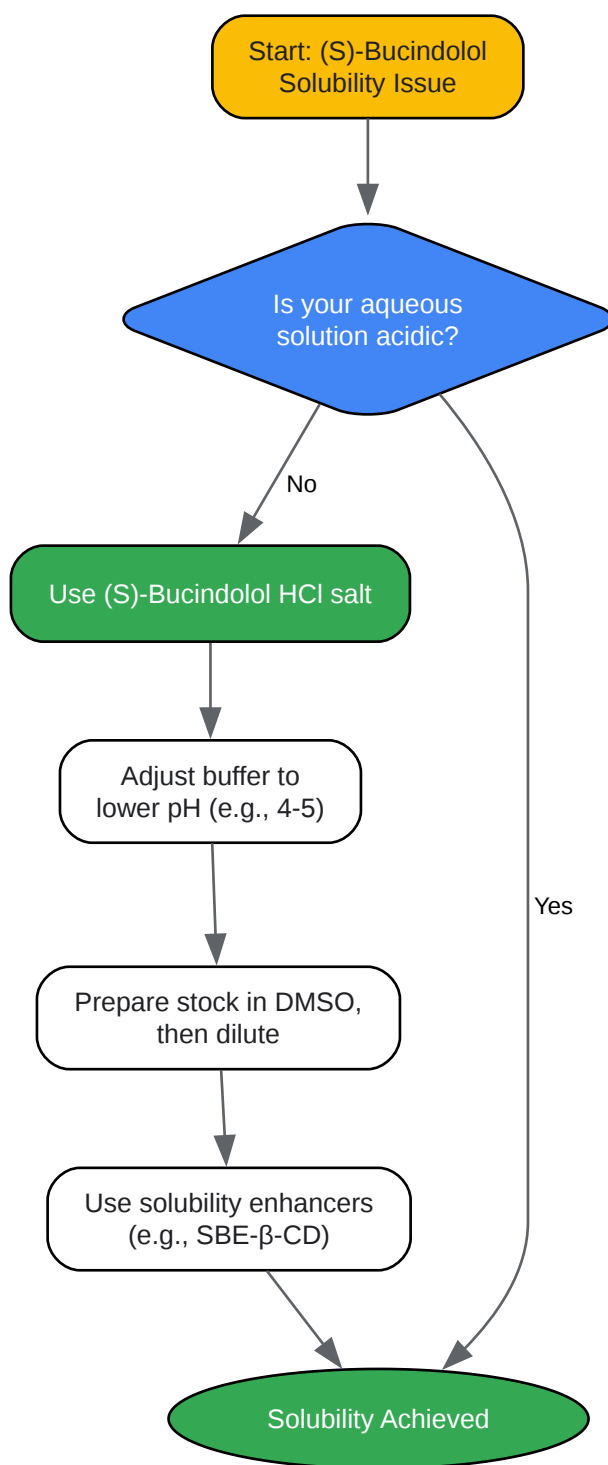 Start: (S)-Bucindolol
Solubility Issue
Is your aqueous
solution acidic?
No
Use (S)-Bucindolol HCl salt
Adjust buffer to
lower pH (e.g., 4-5)
Yes
Prepare stock in DMSO,
then dilute
Use solubility enhancers
(e.g., SBE-β-CD)
Solubility Achieved